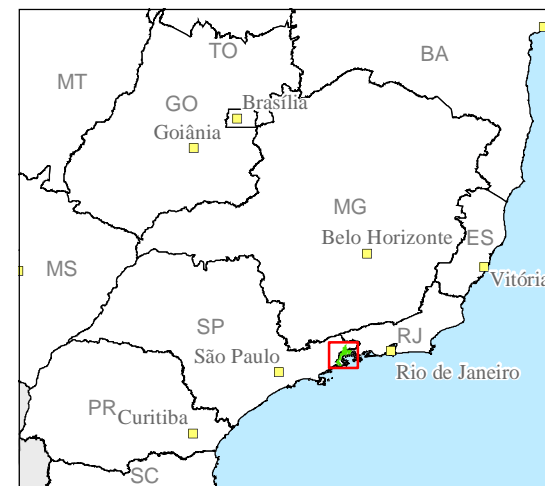 TO
BA
MT
GO
Brasília
Goiânia
MG
Belo Horizonte
ES
MS
Vitória
SP
RJ
São Paulo
Rio de Janeiro
PR
Curitiba
SC